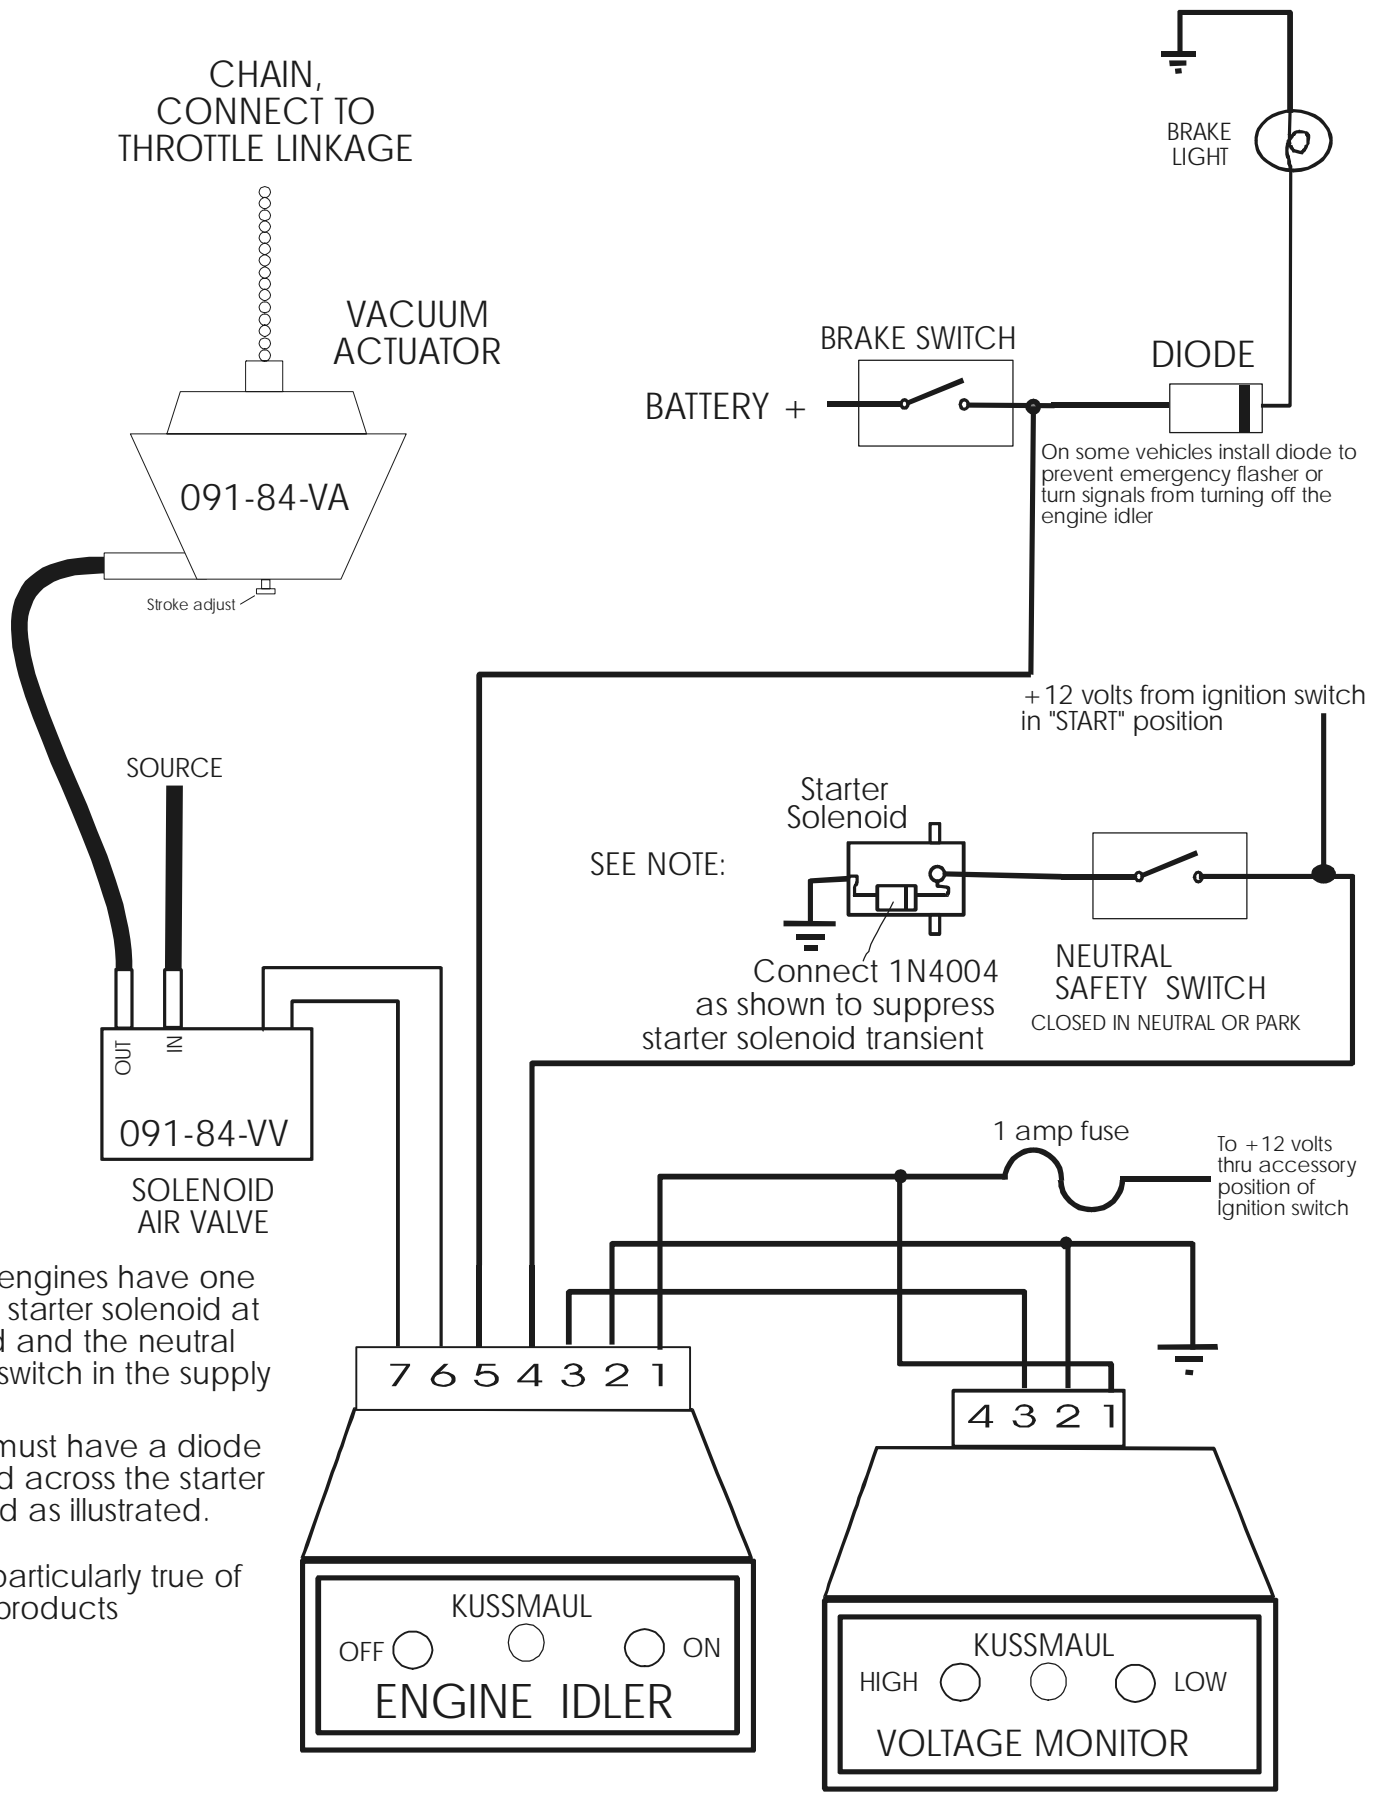 CHAIN,
CONNECT TO
THROTTLE LINKAGE
VACUUM
ACTUATOR
091-84-VA
Stroke adjust
BRAKE
LIGHT
BRAKE SWITCH
DIODE
BATTERY +
On some vehicles install diode to
prevent emergency flasher or
turn signals from turning off the
engine idler
+12 volts from ignition switch
in "START" position
SOURCE
Starter
Solenoid
SEE NOTE:
Connect 1N4004
as shown to suppress
starter solenoid transient
NEUTRAL
SAFETY SWITCH
CLOSED IN NEUTRAL OR PARK
OUT
IN
091-84-VV
SOLENOID
AIR VALVE
1 amp fuse
To +12 volts
thru accessory
position of
Ignition switch
engines have one
starter solenoid at
and the neutral
switch in the supply
must have a diode
across the starter
as illustrated.
particularly true of
products
7 6 5 4 3 2 1
4 3 2 1
KUSSMAUL
OFF
ON
ENGINE IDLER
KUSSMAUL
HIGH
LOW
VOLTAGE MONITOR